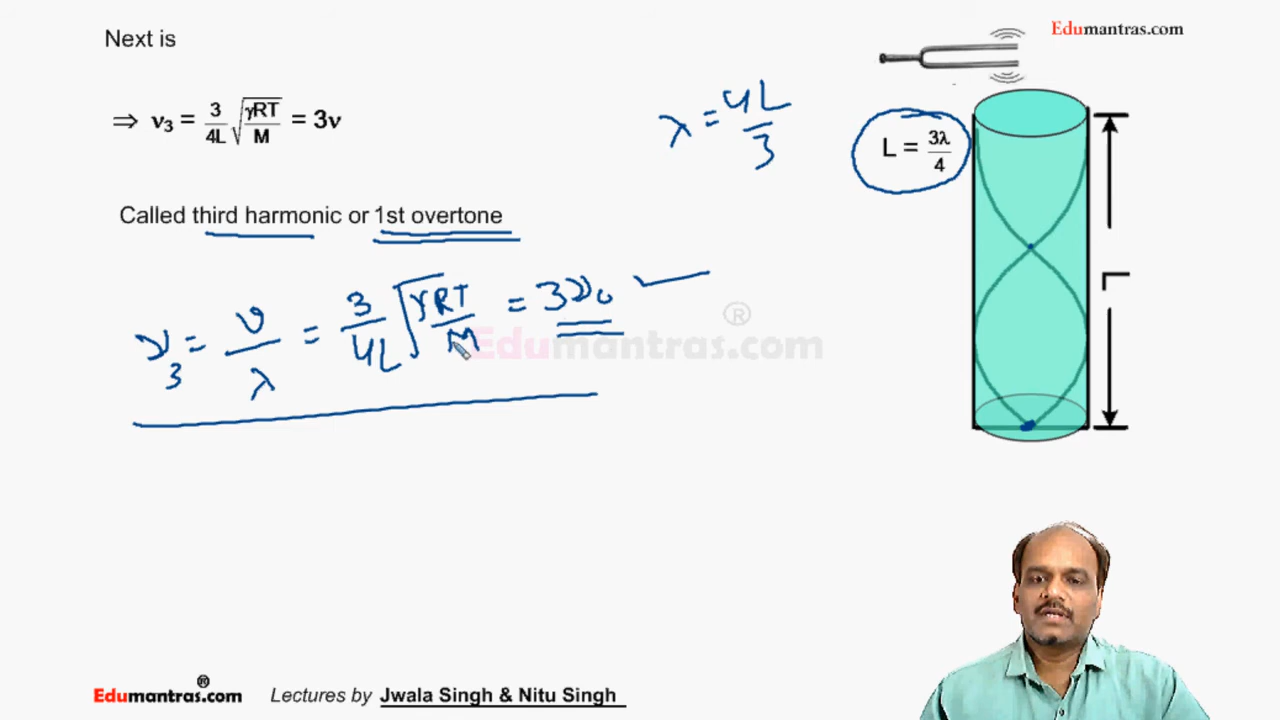 Next is
Edumantras.com
⇒ ν₃ = 3/4L √(γRT/M) = 3ν
λ = 4L/3
L = 3λ/4
Called third harmonic or 1st overtone
ν₃ = v/λ = 3/4L √(γRT/M) = 3ν₀
L
Edumantras.com®
Edumantras.com® Lectures by Jwala Singh & Nitu Singh